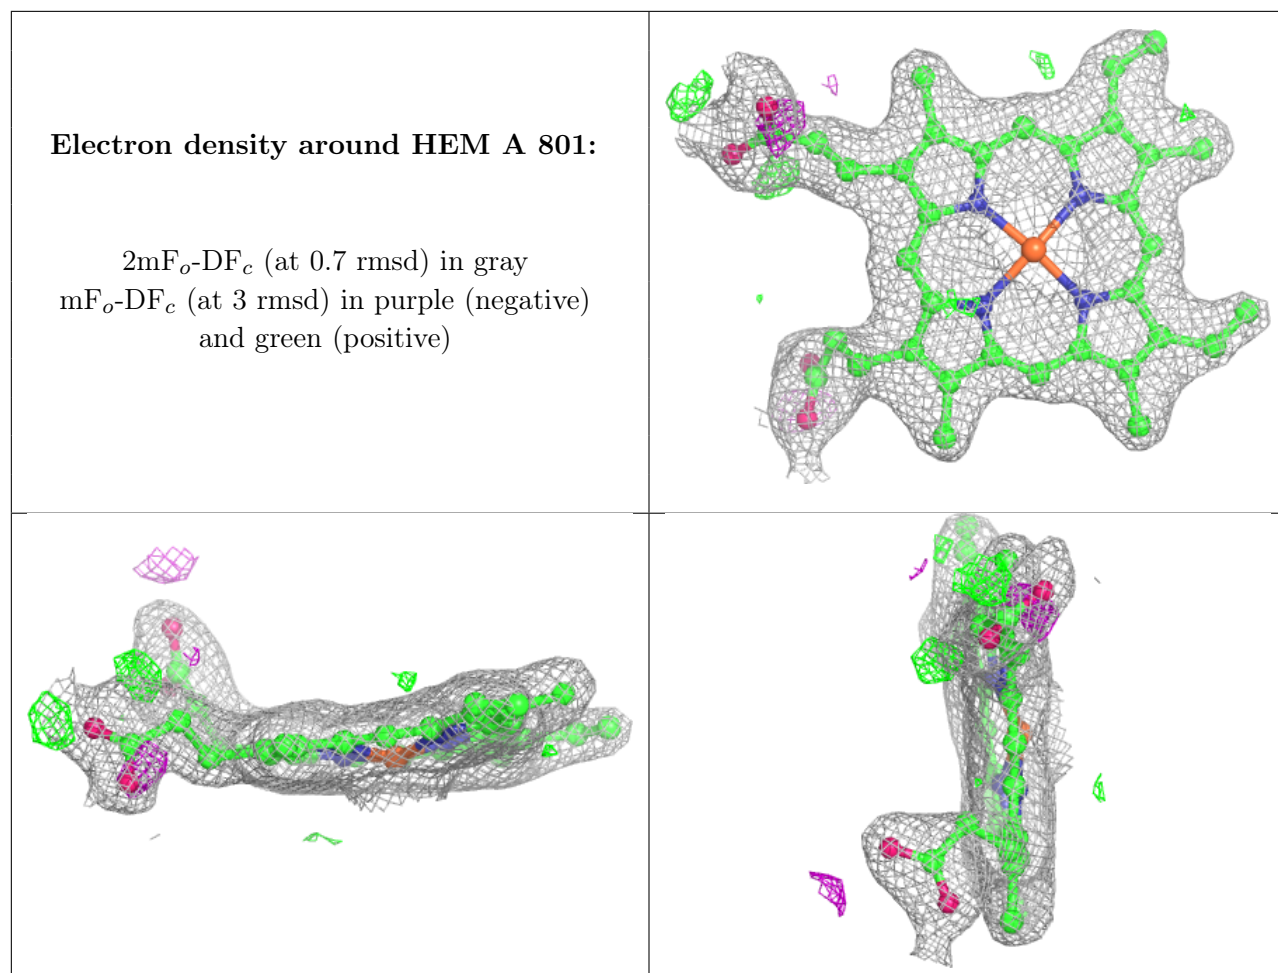 Electron density around HEM A 801:
2mFo-DFc (at 0.7 rmsd) in gray
mFo-DFc (at 3 rmsd) in purple (negative)
and green (positive)